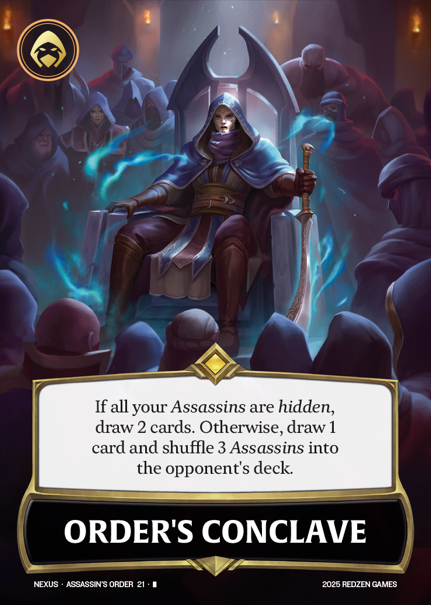 If all your Assassins are hidden,
draw 2 cards. Otherwise, draw 1
card and shuffle 3 Assassins into
the opponent's deck.
ORDER'S CONCLAVE
NEXUS · ASSASSIN'S ORDER 21 · ▮
2025 REDZEN GAMES